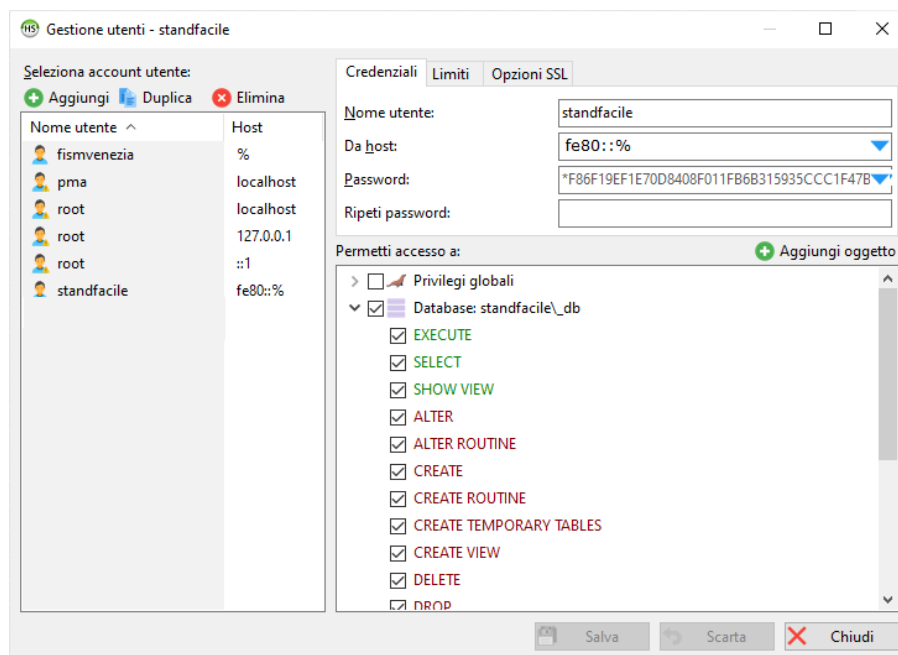 HS Gestione utenti - standfacile
Seleziona account utente:
Aggiungi Duplica Elimina
Nome utente Host
fismvenezia %
pma localhost
root localhost
root 127.0.0.1
root ::1
standfacile fe80::%
Credenziali Limiti Opzioni SSL
Nome utente: standfacile
Da host: fe80::%
Password: *F86F19EF1E70D8408F011FB6B315935CCC1F47B
Ripeti password:
Permetti accesso a: Aggiungi oggetto
Privilegi globali
Database: standfacile\_db
EXECUTE
SELECT
SHOW VIEW
ALTER
ALTER ROUTINE
CREATE
CREATE ROUTINE
CREATE TEMPORARY TABLES
CREATE VIEW
DELETE
DROP
Salva Scarta Chiudi